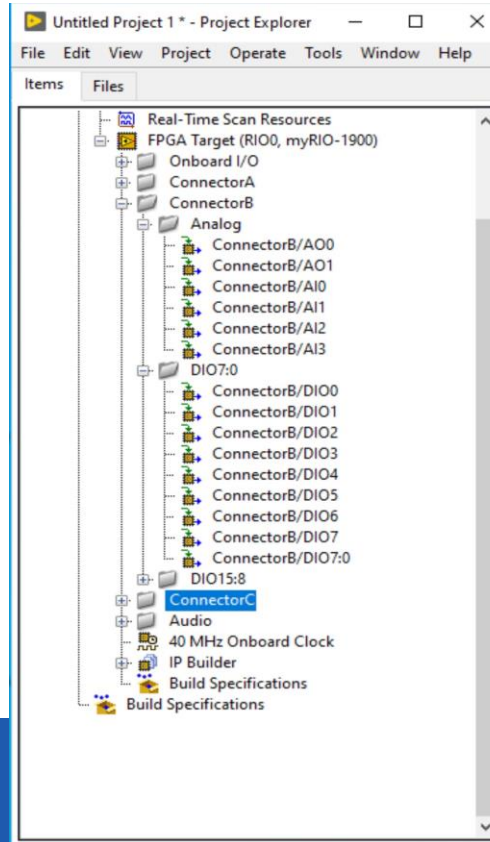 Untitled Project 1 * - Project Explorer
File Edit View Project Operate Tools Window Help
Items Files
Real-Time Scan Resources
FPGA Target (RIO0, myRIO-1900)
Onboard I/O
ConnectorA
ConnectorB
Analog
ConnectorB/AO0
ConnectorB/AO1
ConnectorB/AI0
ConnectorB/AI1
ConnectorB/AI2
ConnectorB/AI3
DIO7:0
ConnectorB/DIO0
ConnectorB/DIO1
ConnectorB/DIO2
ConnectorB/DIO3
ConnectorB/DIO4
ConnectorB/DIO5
ConnectorB/DIO6
ConnectorB/DIO7
ConnectorB/DIO7:0
DIO15:8
ConnectorC
Audio
40 MHz Onboard Clock
IP Builder
Build Specifications
Build Specifications